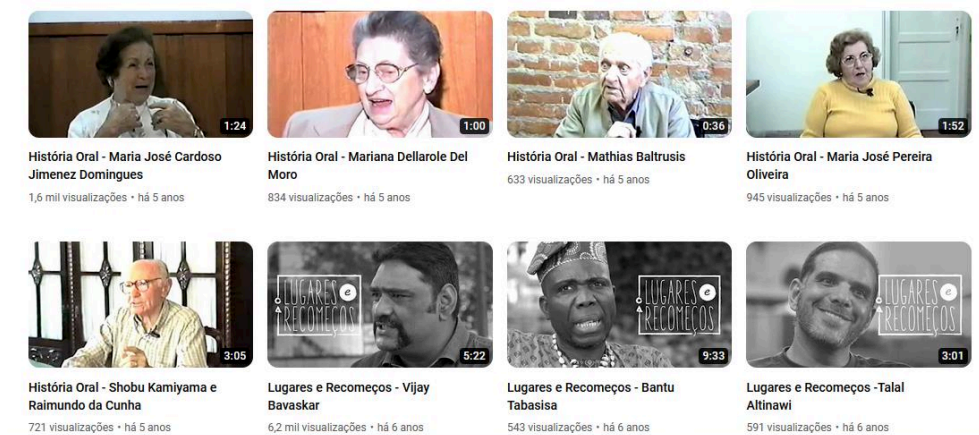 1:24
1:00
0:36
1:52
História Oral - Maria José Cardoso
Jimenez Domingues
1,6 mil visualizações • há 5 anos
História Oral - Mariana Dellarole Del
Moro
834 visualizações • há 5 anos
História Oral - Mathias Baltrusis
633 visualizações • há 5 anos
História Oral - Maria José Pereira
Oliveira
945 visualizações • há 5 anos
3:05
LUGARES e
RECOMEÇOS
5:22
LUGARES e
RECOMEÇOS
9:33
LUGARES e
RECOMEÇOS
3:01
História Oral - Shobu Kamiyama e
Raimundo da Cunha
721 visualizações • há 5 anos
Lugares e Recomeços - Vijay
Bavaskar
6,2 mil visualizações • há 6 anos
Lugares e Recomeços - Bantu
Tabasisa
543 visualizações • há 6 anos
Lugares e Recomeços -Talal
Altinawi
591 visualizações • há 6 anos